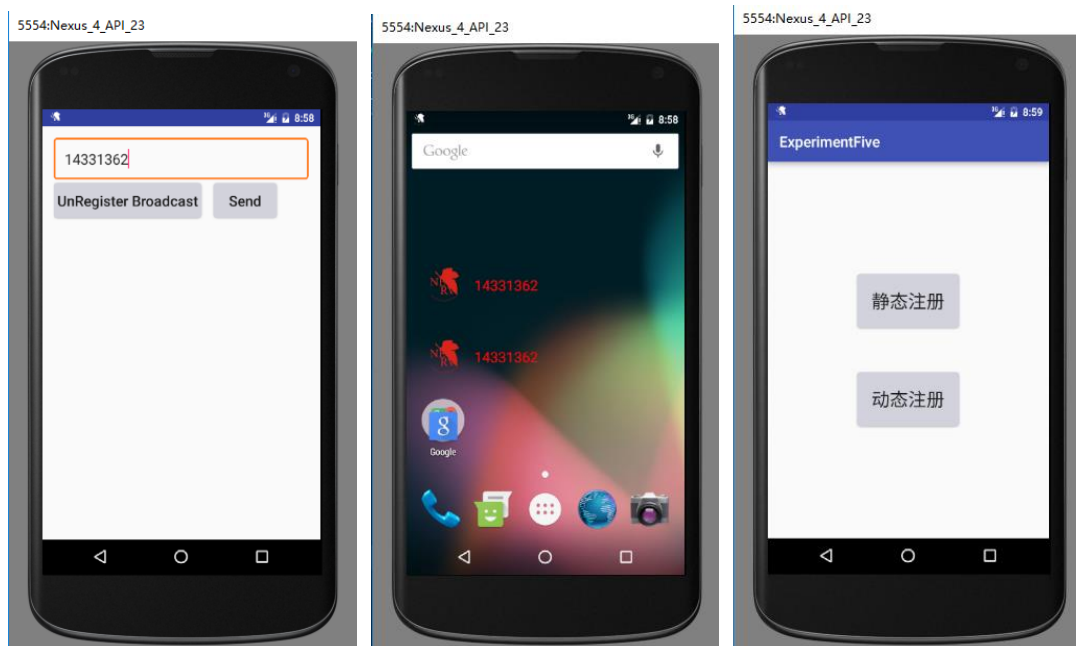 5554:Nexus_4_API_23
8:58
14331362
UnRegister Broadcast
Send
5554:Nexus_4_API_23
8:58
Google
14331362
14331362
Google
5554:Nexus_4_API_23
8:59
ExperimentFive
静态注册
动态注册